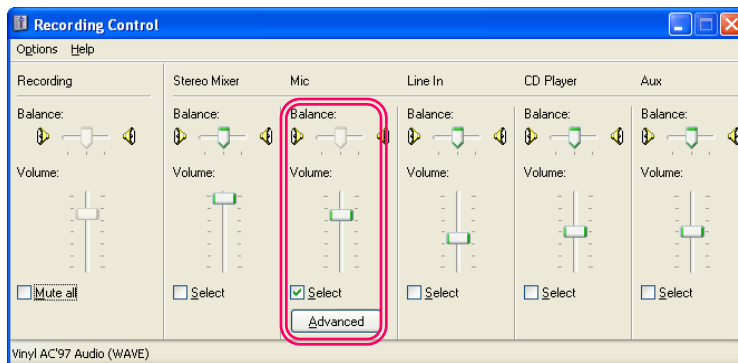 Recording Control
Options Help
Recording Stereo Mixer Mic Line In CD Player Aux
Balance: Balance: Balance: Balance: Balance: Balance:
Volume: Volume: Volume: Volume: Volume: Volume:
Mute all Select Select Select Select Select
Advanced
Vinyl AC'97 Audio (WAVE)